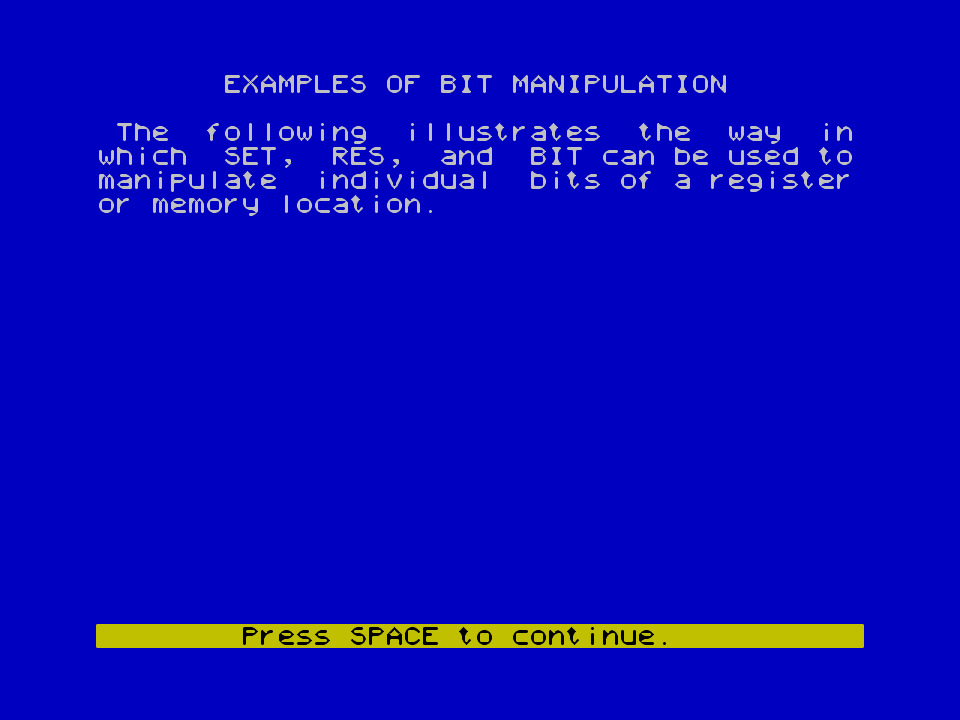 EXAMPLES OF BIT MANIPULATION
The following illustrates the way in
which SET, RES, and BIT can be used to
manipulate individual bits of a register
or memory location.
Press SPACE to continue.